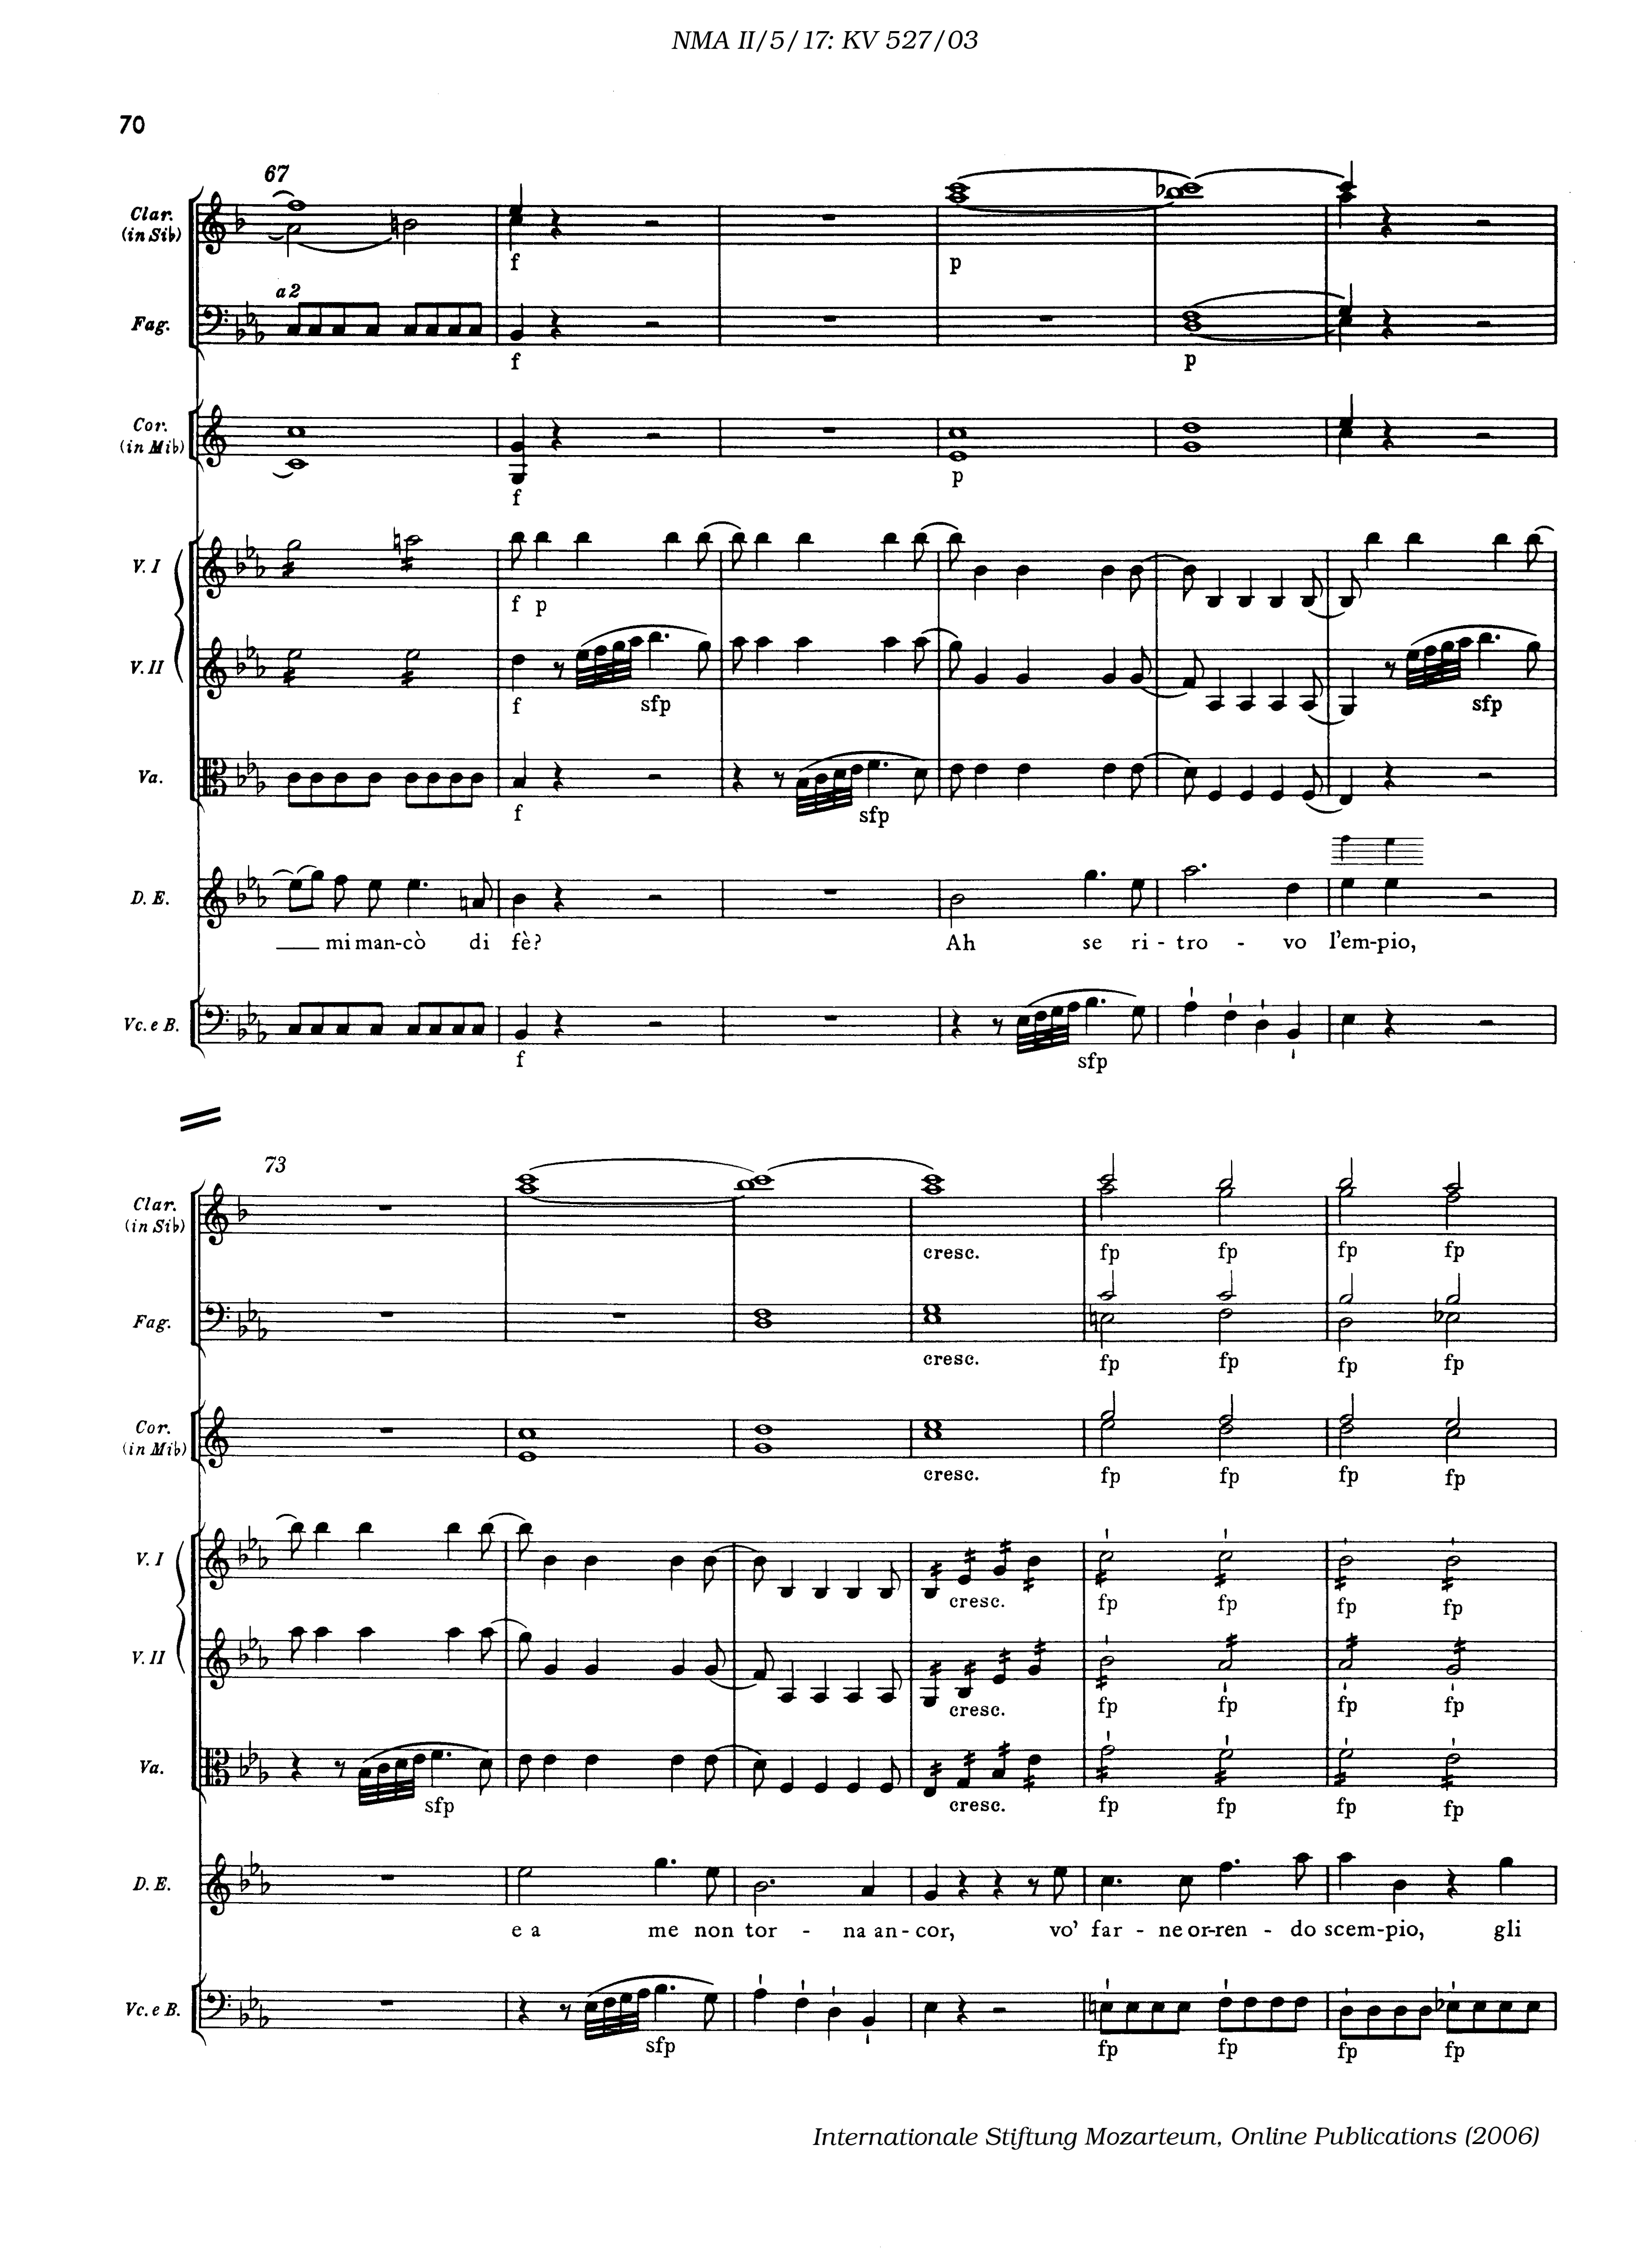 NMA II/5/17: KV 527/03
70
67
Clar.
(in Sib)
f
p
a 2
Fag.
f
p
Cor.
(in Mib)
f
p
V. I
f p
V. II
f
sfp
sfp
Va.
f
sfp
D. E.
mi man-cò di fè? Ah se ri - tro - vo l'em-pio,
Vc. e B.
f
sfp
73
Clar.
(in Sib)
cresc. fp fp fp fp
Fag.
cresc. fp fp fp fp
Cor.
(in Mib)
cresc. fp fp fp fp
V. I
cresc. fp fp fp fp
V. II
cresc. fp fp fp fp
Va.
sfp cresc. fp fp fp fp
D. E.
e a me non tor - na an - cor, vo' far - ne or-ren - do scem-pio, gli
Vc. e B.
sfp fp fp fp fp
Internationale Stiftung Mozarteum, Online Publications (2006)